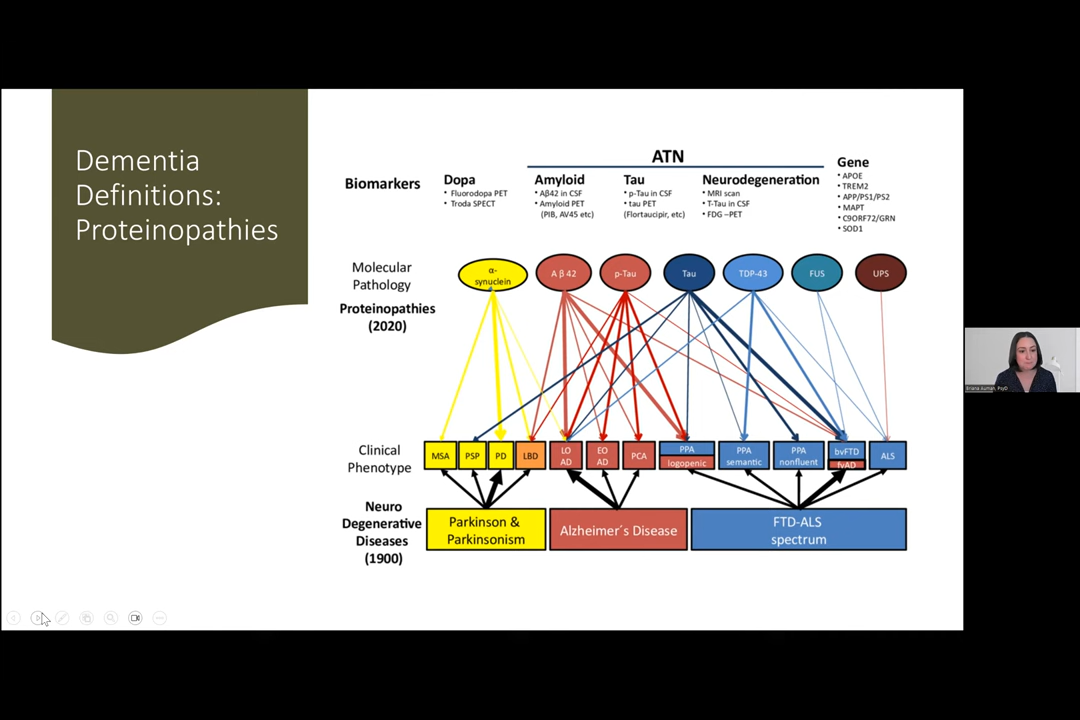 Dementia
Definitions:
Proteinopathies
ATN
Biomarkers
Dopa
• Fluorodopa PET
• Troda SPECT
Amyloid
• Aβ42 in CSF
• Amyloid PET
(PIB, AV45 etc)
Tau
• p-Tau in CSF
• tau PET
(Flortaucipir, etc)
Neurodegeneration
• MRI scan
• T-Tau in CSF
• FDG –PET
Gene
• APOE
• TREM2
• APP/PS1/PS2
• MAPT
• C9ORF72/GRN
• SOD1
Molecular
Pathology
Proteinopathies
(2020)
α-
synuclein
A β 42
p-Tau
Tau
TDP-43
FUS
UPS
Clinical
Phenotype
MSA
PSP
PD
LBD
LO
AD
EO
AD
PCA
PPA
logopenic
PPA
semantic
PPA
nonfluent
bvFTD
fvAD
ALS
Neuro
Degenerative
Diseases
(1900)
Parkinson &
Parkinsonism
Alzheimer´s Disease
FTD-ALS
spectrum